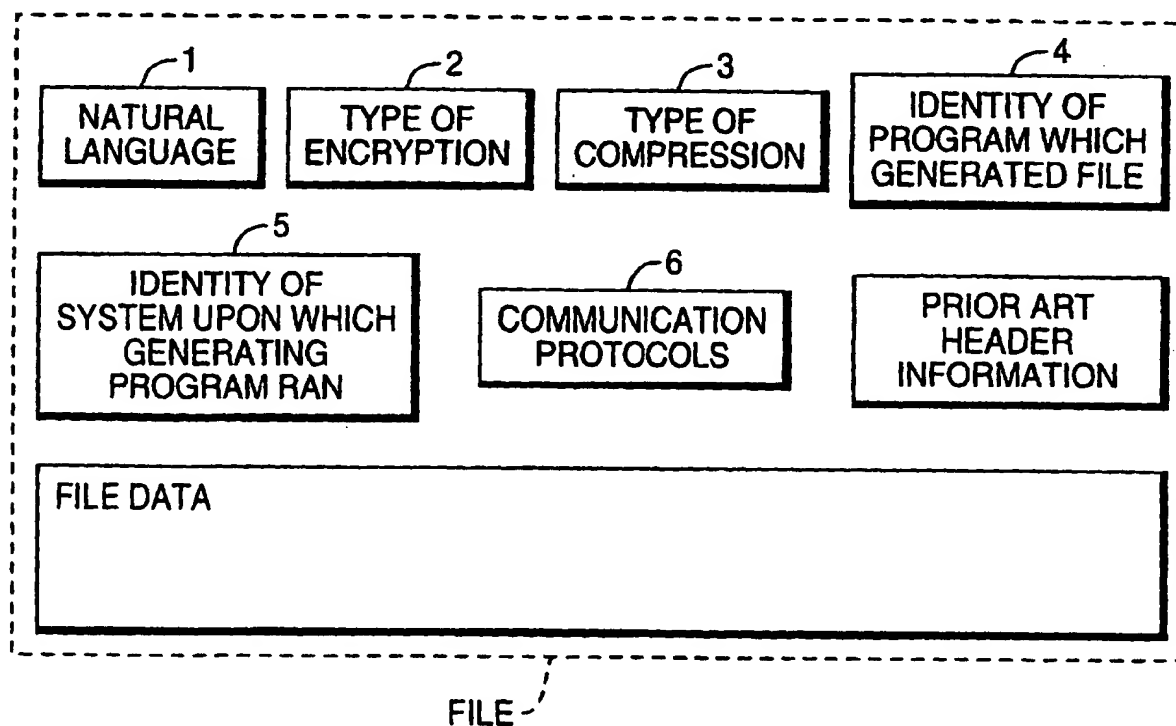 1
NATURAL
LANGUAGE
2
TYPE OF
ENCRYPTION
3
TYPE OF
COMPRESSION
4
IDENTITY OF
PROGRAM WHICH
GENERATED FILE
5
IDENTITY OF
SYSTEM UPON WHICH
GENERATING
PROGRAM RAN
6
COMMUNICATION
PROTOCOLS
PRIOR ART
HEADER
INFORMATION
FILE DATA
FILE